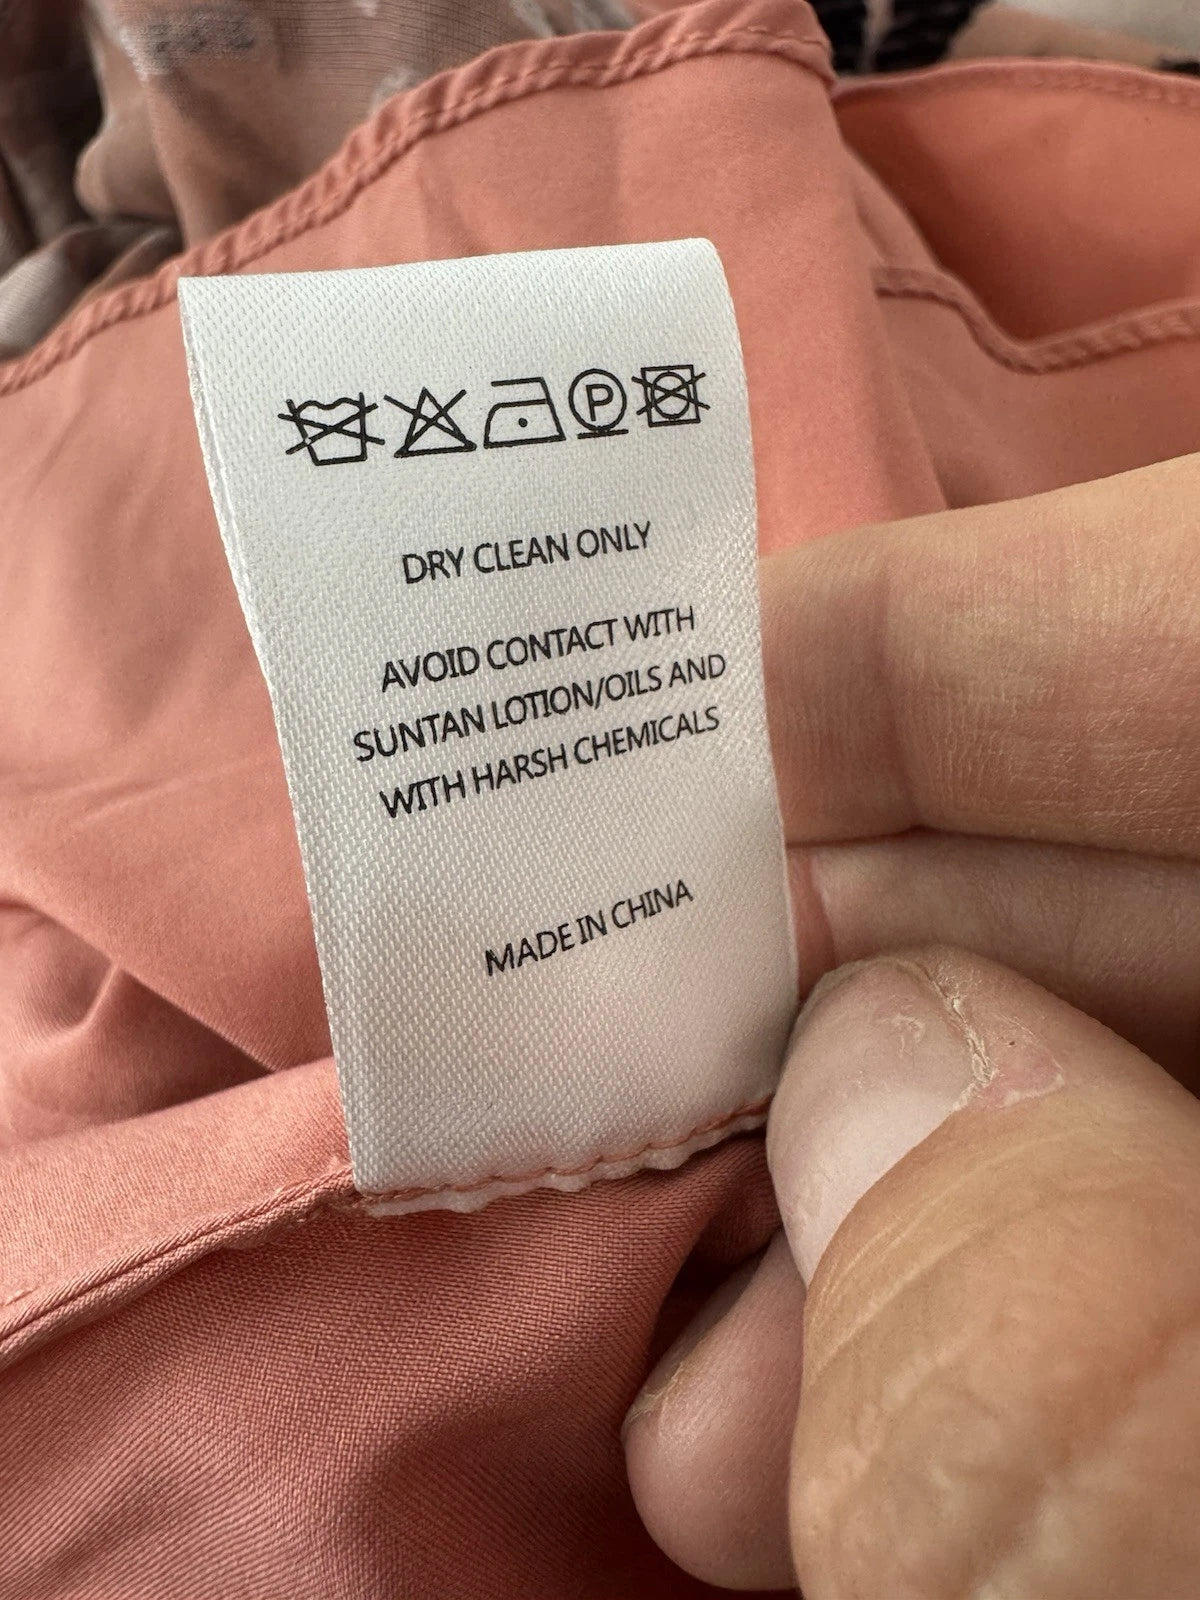 P
DRY CLEAN ONLY
AVOID CONTACT WITH
SUNTAN LOTION/OILS AND
WITH HARSH CHEMICALS
MADE IN CHINA